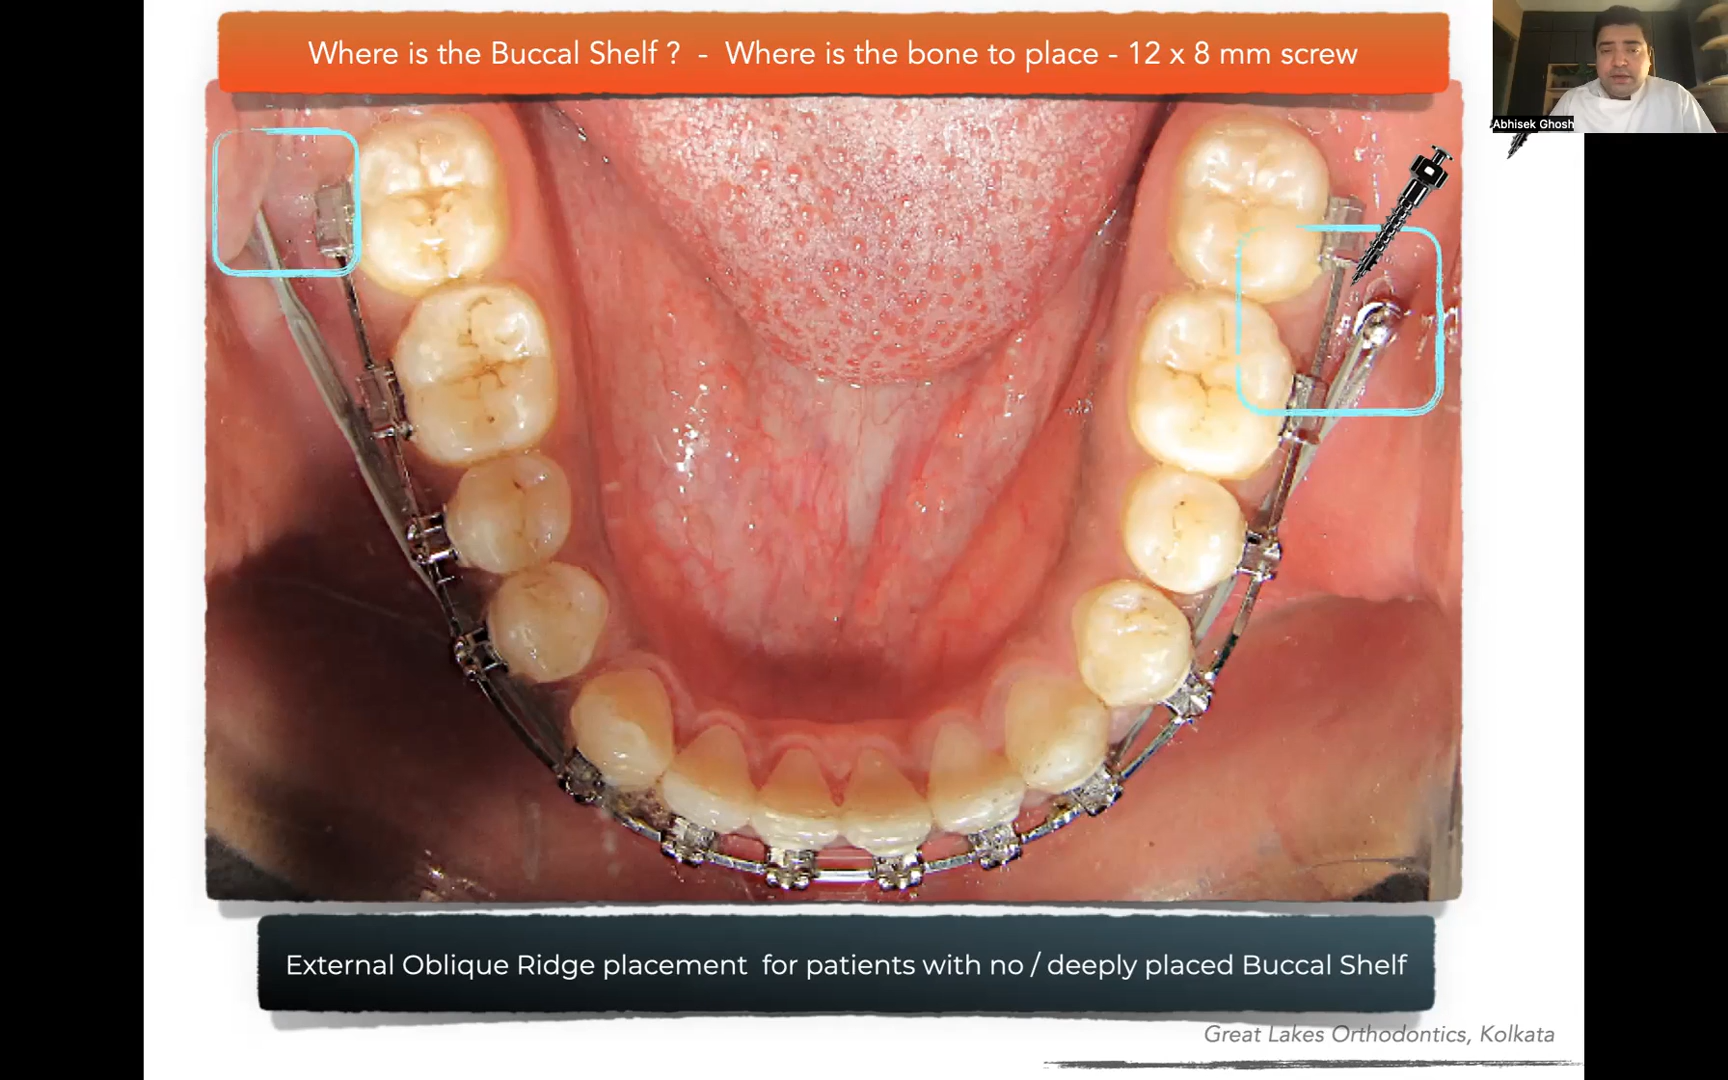 Where is the Buccal Shelf ? - Where is the bone to place - 12 x 8 mm screw
Abhisek Ghosh
External Oblique Ridge placement for patients with no / deeply placed Buccal Shelf
Great Lakes Orthodontics, Kolkata